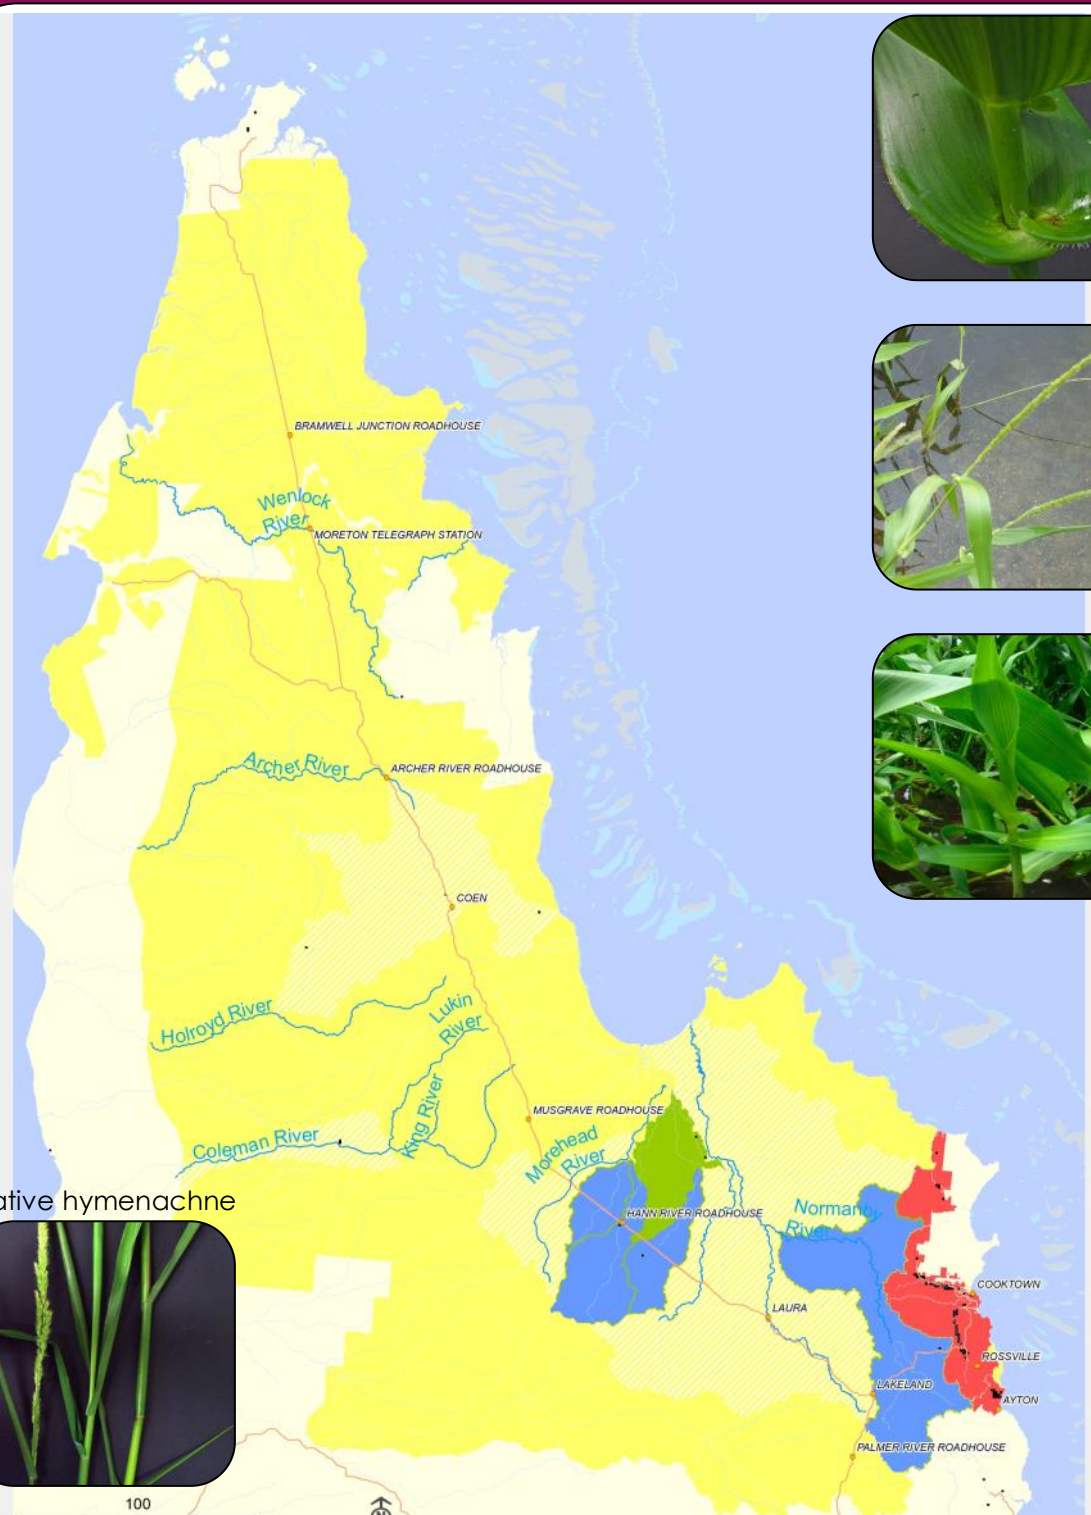 BRAMWELL JUNCTION ROADHOUSE
Wenlock
River
MORETON TELEGRAPH STATION
Archer River
ARCHER RIVER ROADHOUSE
COEN
Holroyd River
Lukin
River
King River
MUSGRAVE ROADHOUSE
Coleman River
Morehead
River
ative hymenachne
HANN RIVER ROADHOUSE
Normanby
River
COOKTOWN
LAURA
ROSSVILLE
LAKELAND
AYTON
PALMER RIVER ROADHOUSE
100